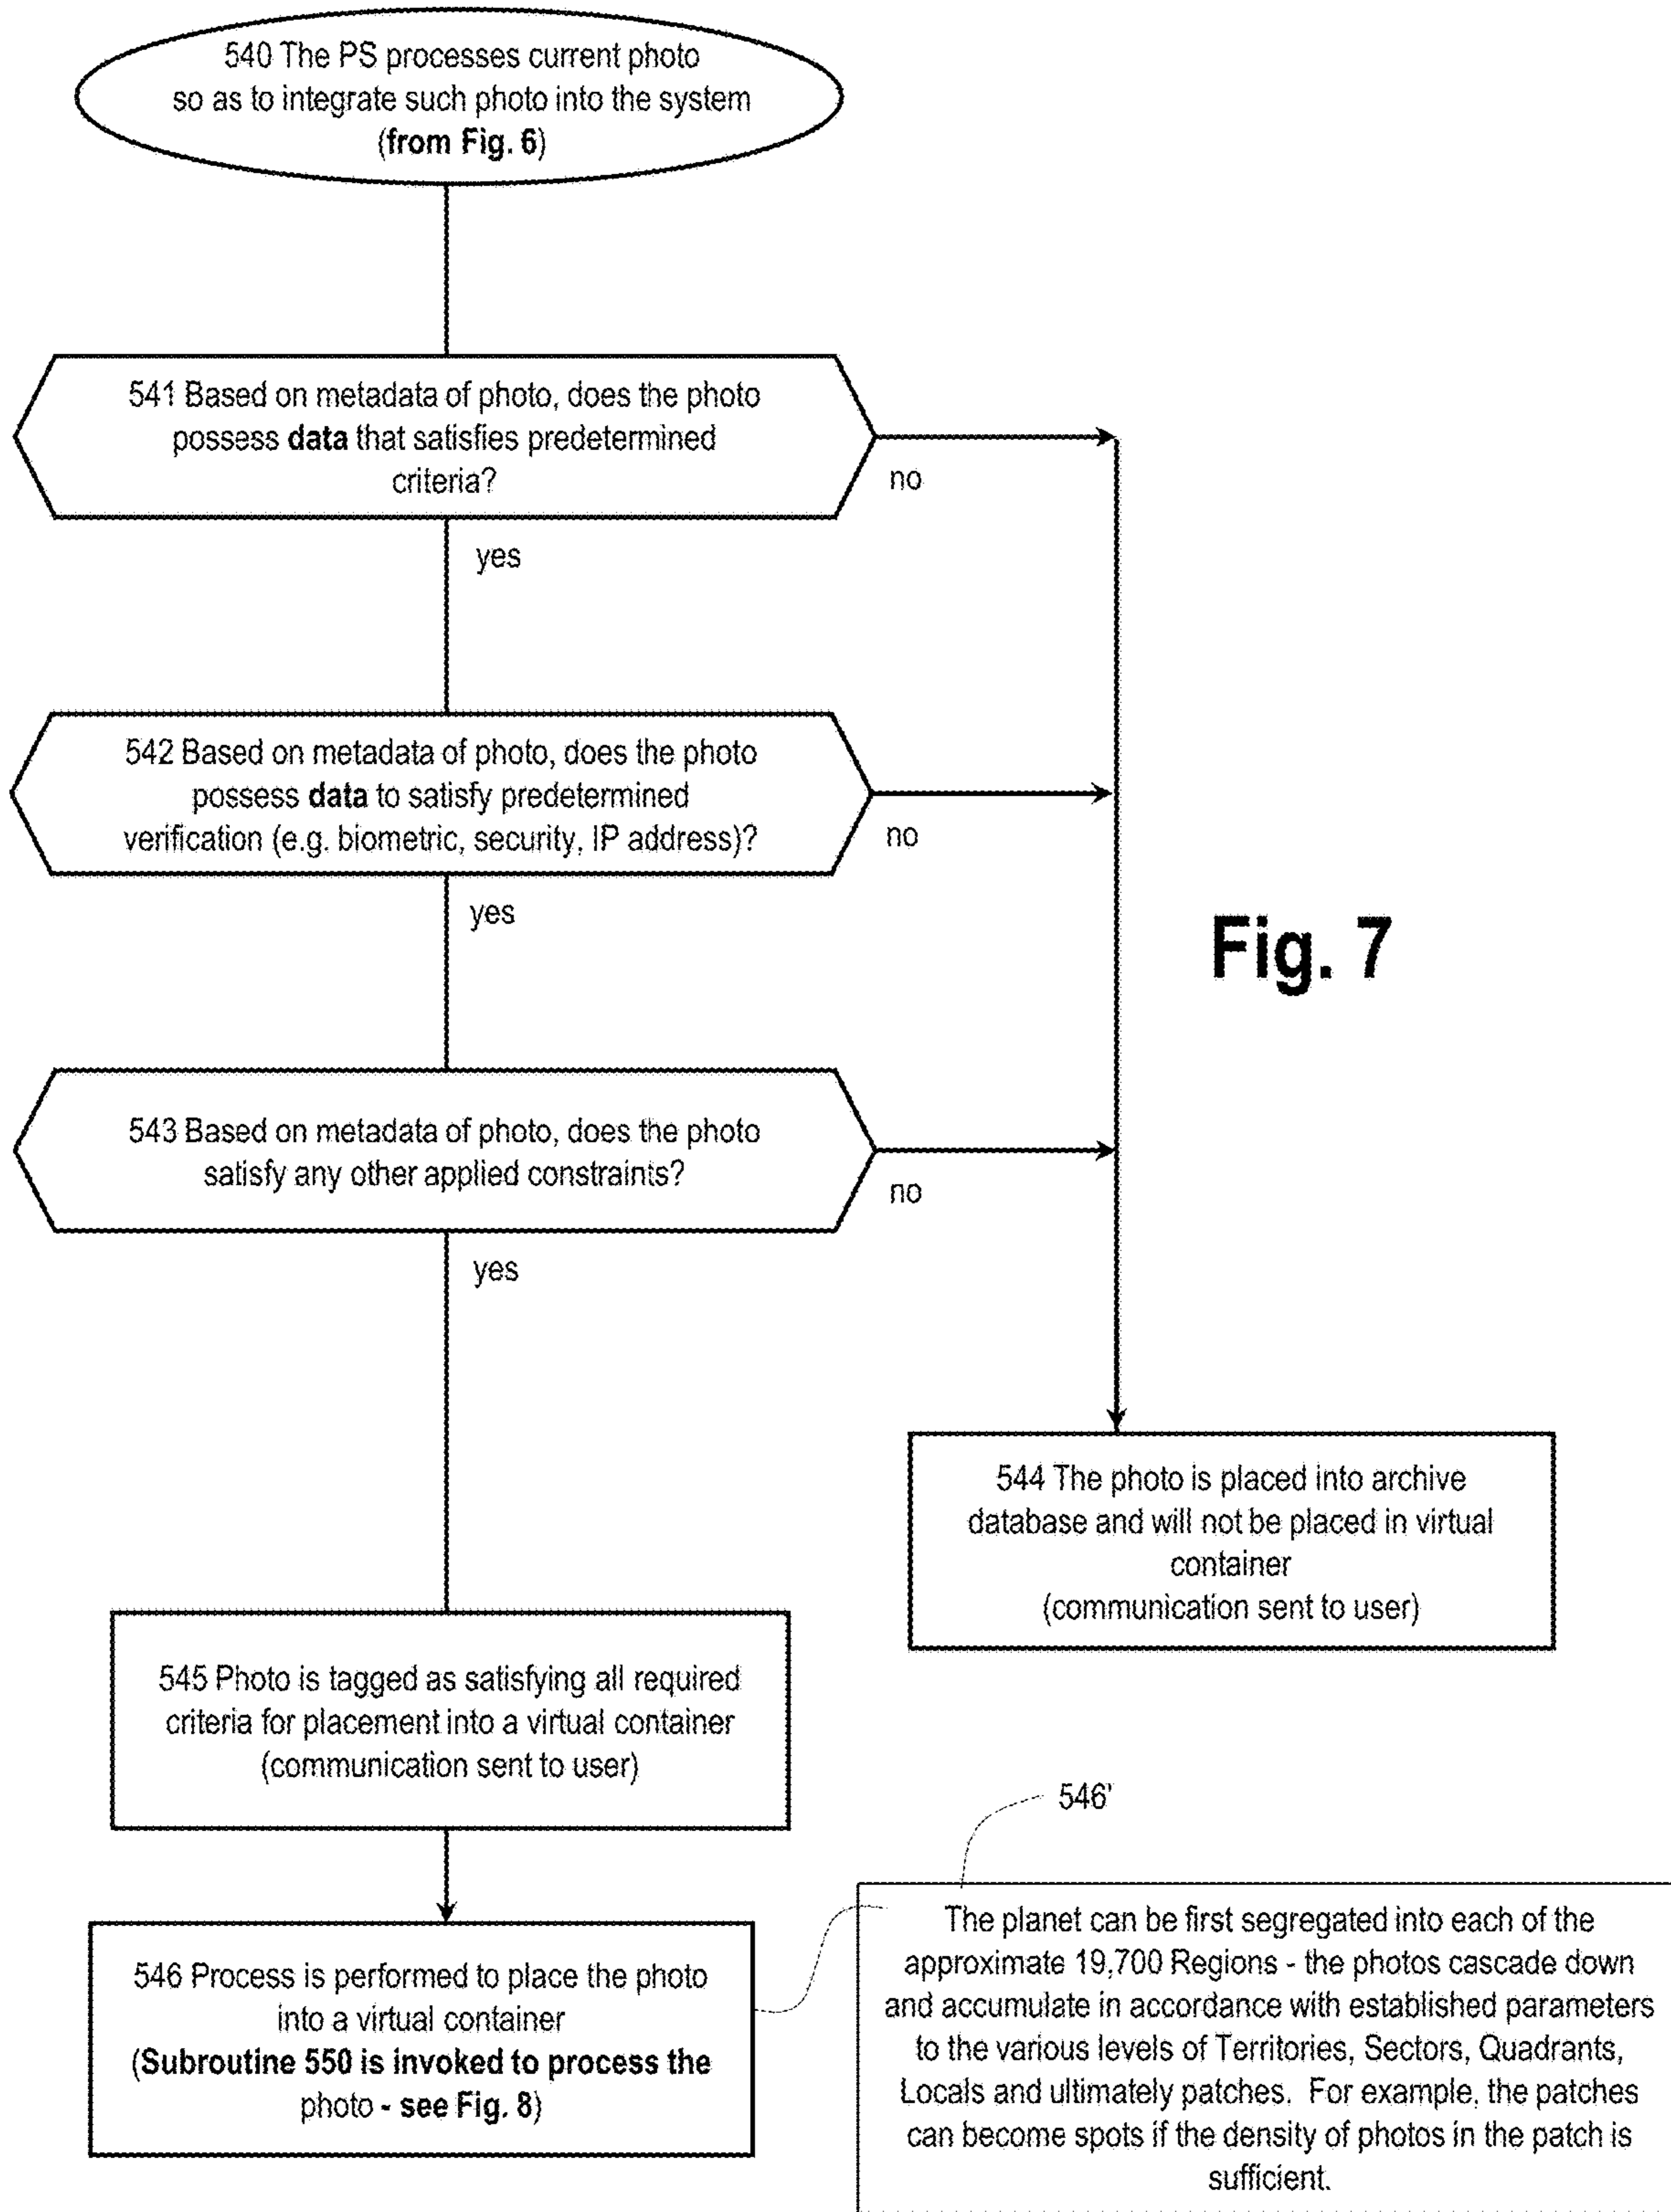 540 The PS processes current photo
so as to integrate such photo into the system
(from Fig. 6)
541 Based on metadata of photo, does the photo
possess data that satisfies predetermined
criteria?
no
yes
542 Based on metadata of photo, does the photo
possess data to satisfy predetermined
verification (e.g. biometric, security, IP address)?
no
yes
Fig. 7
543 Based on metadata of photo, does the photo
satisfy any other applied constraints?
no
yes
544 The photo is placed into archive
database and will not be placed in virtual
container
(communication sent to user)
545 Photo is tagged as satisfying all required
criteria for placement into a virtual container
(communication sent to user)
546'
546 Process is performed to place the photo
into a virtual container
(Subroutine 550 is invoked to process the
photo - see Fig. 8)
The planet can be first segregated into each of the
approximate 19,700 Regions - the photos cascade down
and accumulate in accordance with established parameters
to the various levels of Territories, Sectors, Quadrants,
Locals and ultimately patches. For example, the patches
can become spots if the density of photos in the patch is
sufficient.